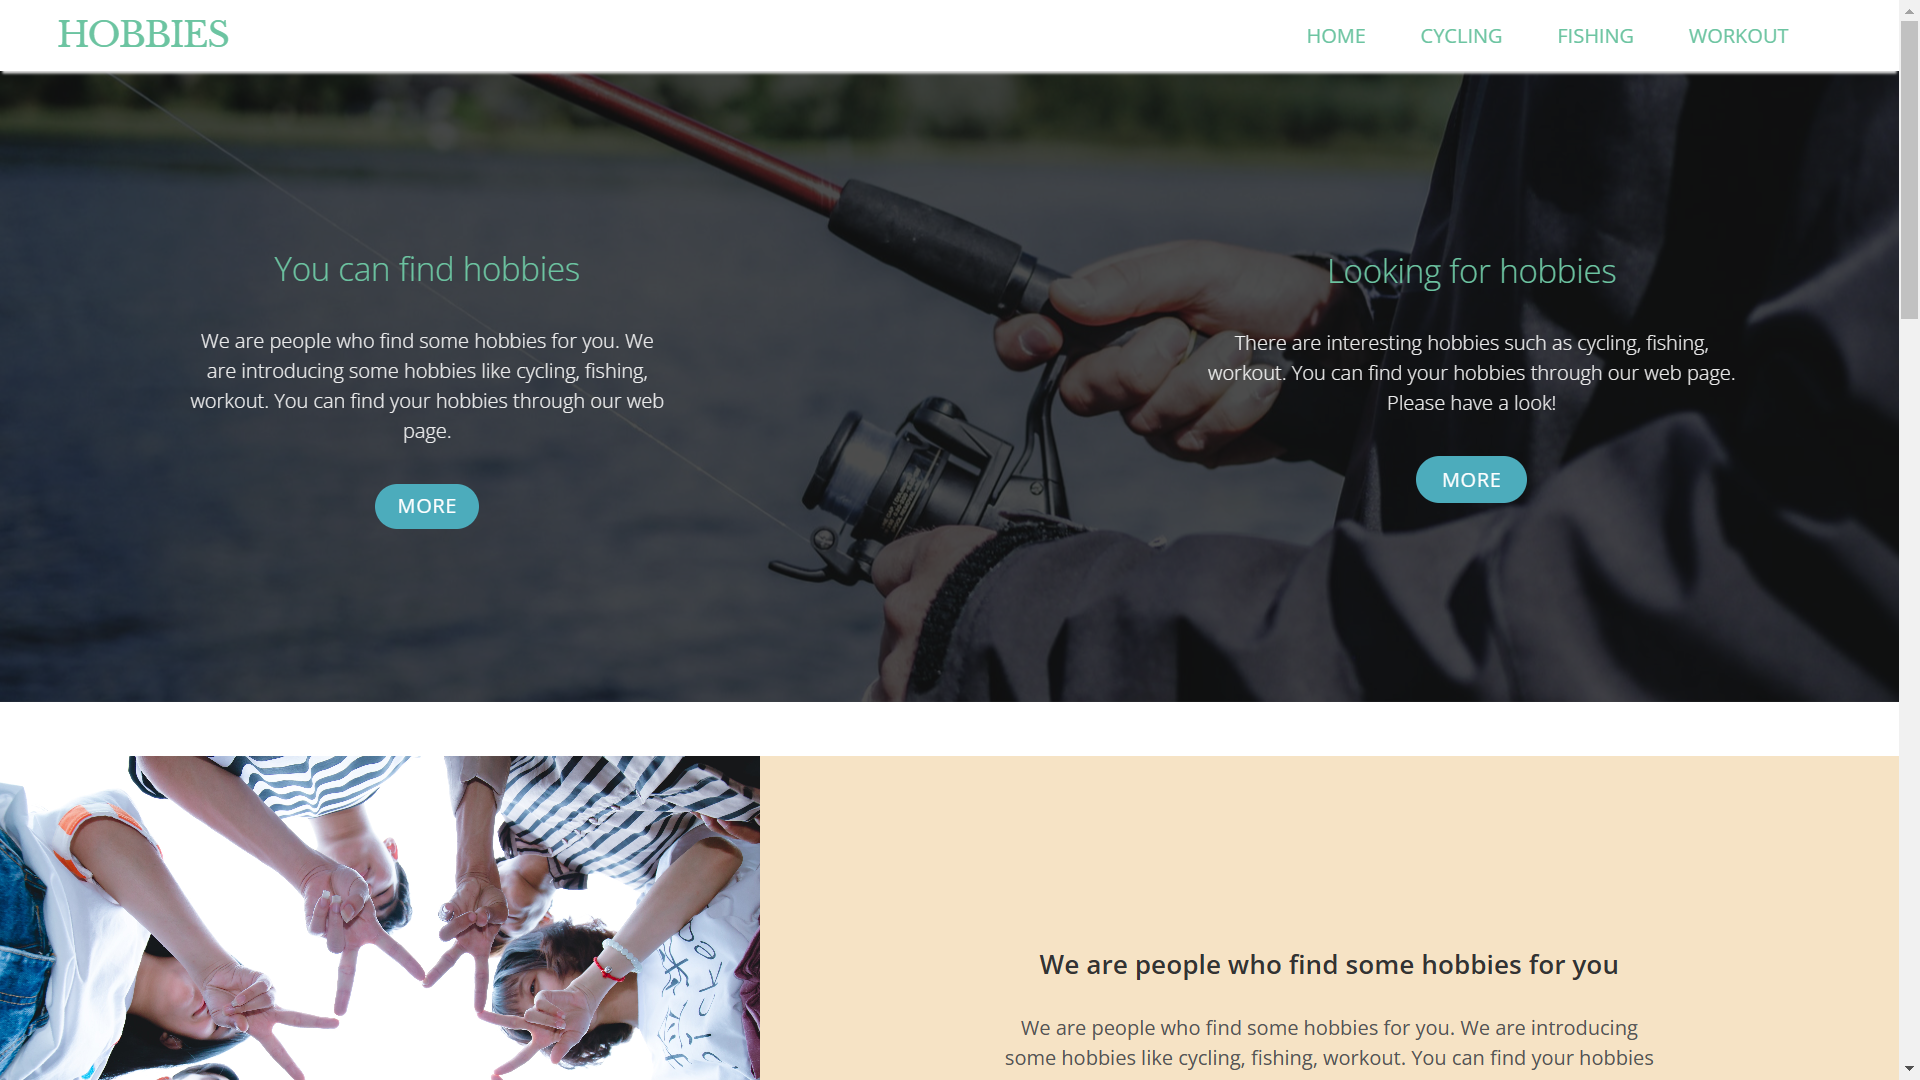 HOBBIES
HOME
CYCLING
FISHING
WORKOUT
You can find hobbies
We are people who find some hobbies for you. We
are introducing some hobbies like cycling, fishing,
workout. You can find your hobbies through our web
page.
MORE
Looking for hobbies
There are interesting hobbies such as cycling, fishing,
workout. You can find your hobbies through our web page.
Please have a look!
MORE
We are people who find some hobbies for you
We are people who find some hobbies for you. We are introducing
some hobbies like cycling, fishing, workout. You can find your hobbies